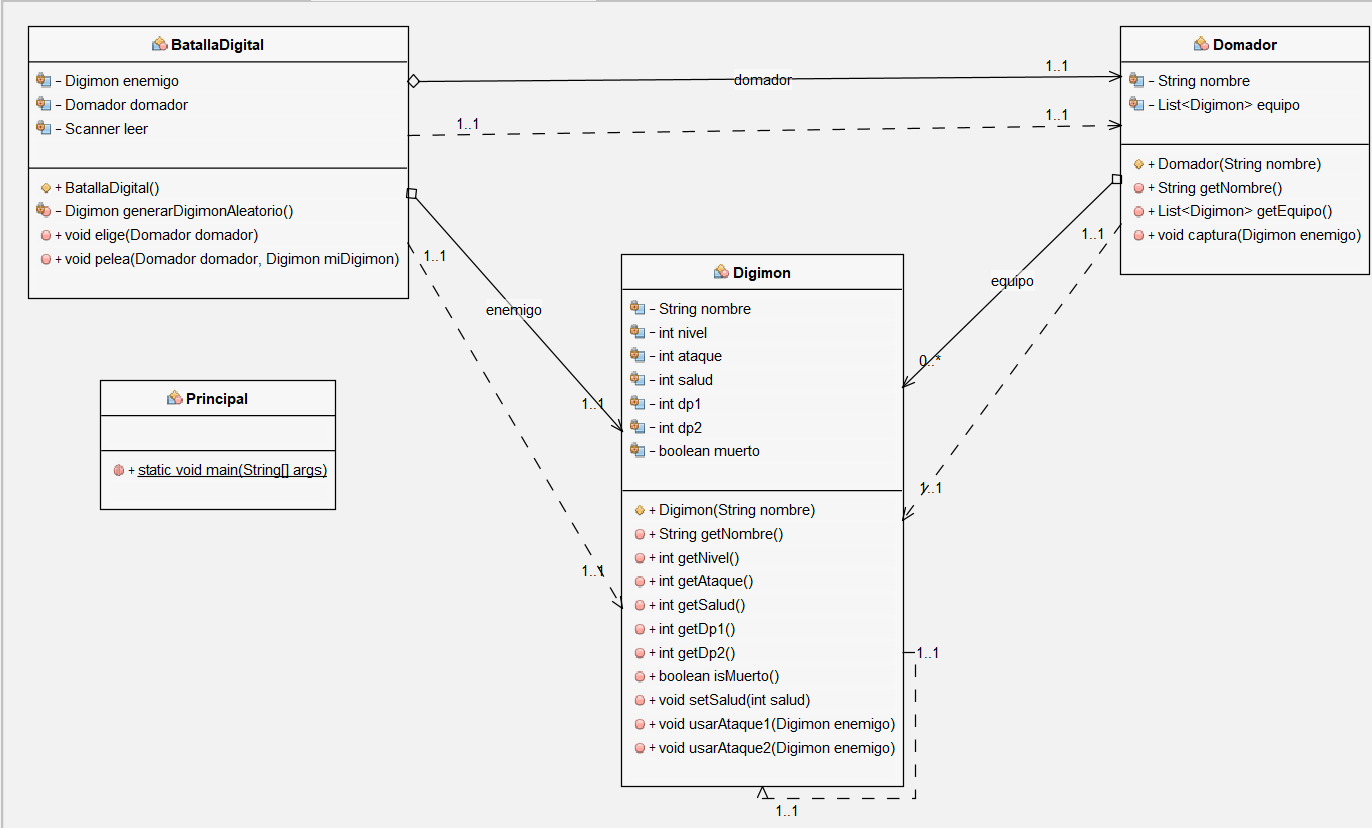 BatallaDigital
- Digimon enemigo
- Domador domador
- Scanner leer
+ BatallaDigital()
- Digimon generarDigimonAleatorio()
+ void elige(Domador domador)
+ void pelea(Domador domador, Digimon miDigimon)
domador
1..1
1..1
1..1
Domador
- String nombre
- List<Digimon> equipo
+ Domador(String nombre)
+ String getNombre()
+ List<Digimon> getEquipo()
+ void captura(Digimon enemigo)
1..1
enemigo
1..1
1..1
1..1
equipo
0..*
1..1
Digimon
- String nombre
- int nivel
- int ataque
- int salud
- int dp1
- int dp2
- boolean muerto
+ Digimon(String nombre)
+ String getNombre()
+ int getNivel()
+ int getAtaque()
+ int getSalud()
+ int getDp1()
+ int getDp2()
+ boolean isMuerto()
+ void setSalud(int salud)
+ void usarAtaque1(Digimon enemigo)
+ void usarAtaque2(Digimon enemigo)
1..1
1..1
Principal
+ static void main(String[] args)